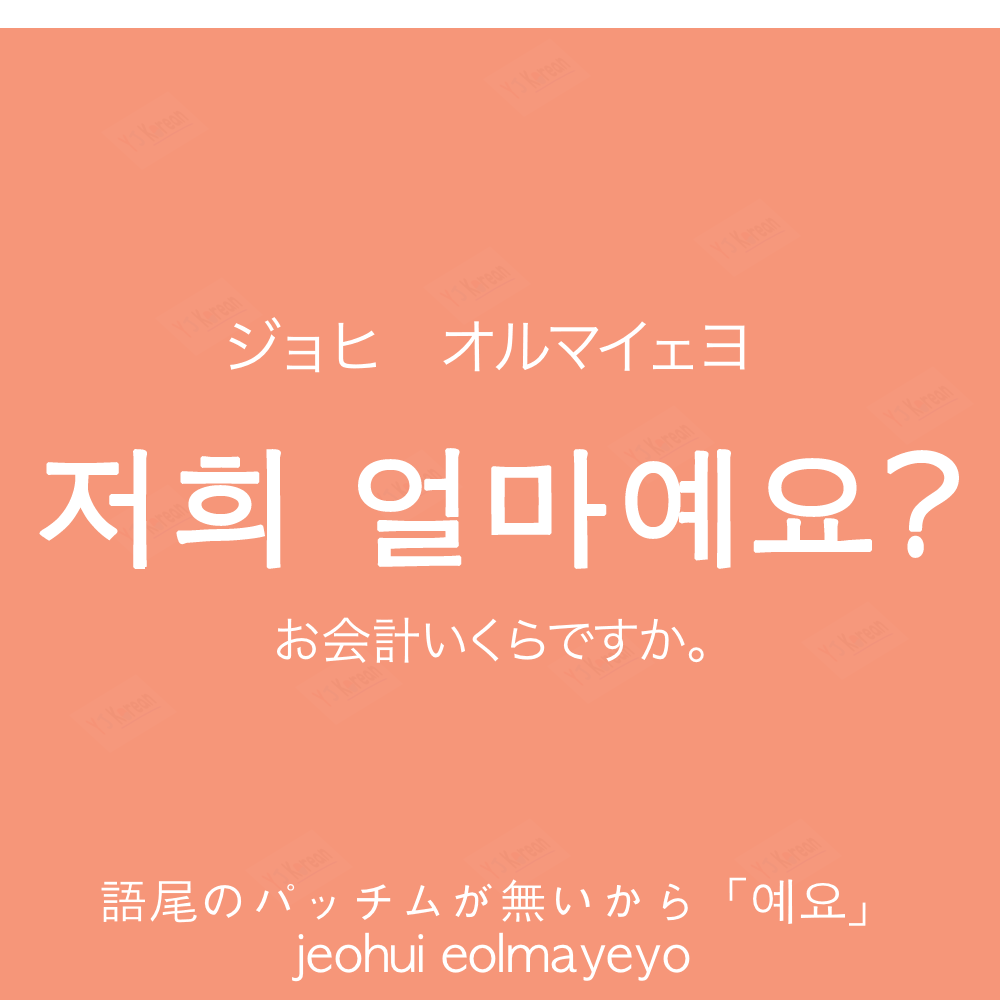 ジョヒ　オルマイェヨ
저희 얼마예요?
お会計いくらですか。
語尾のパッチムが無いから「예요」
jeohui eolmayeyo